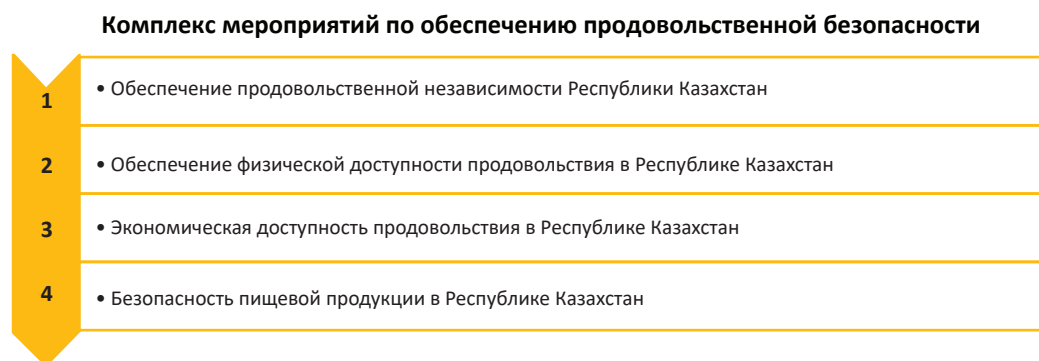 Комплекс мероприятий по обеспечению продовольственной безопасности
1 • Обеспечение продовольственной независимости Республики Казахстан
2 • Обеспечение физической доступности продовольствия в Республике Казахстан
3 • Экономическая доступность продовольствия в Республике Казахстан
4 • Безопасность пищевой продукции в Республике Казахстан